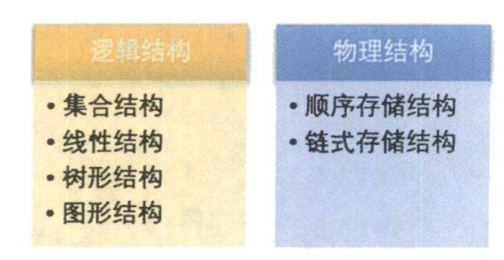 逻辑结构
• 集合结构
• 线性结构
• 树形结构
• 图形结构
物理结构
• 顺序存储结构
• 链式存储结构